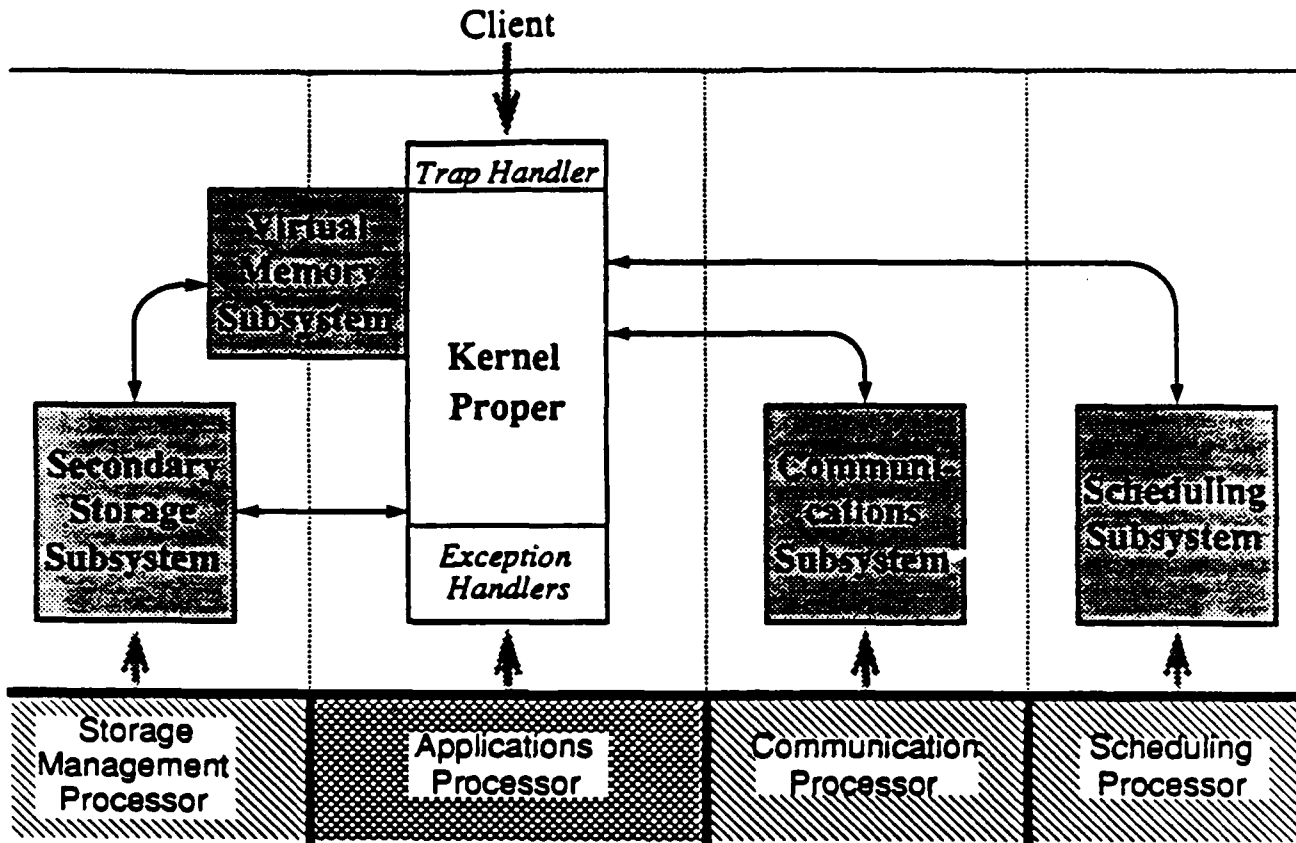 Client
Trap Handler
Virtual
Memory
Subsystem
Kernel
Proper
Secondary
Storage
Subsystem
Communi-
cations
Subsystem
Scheduling
Subsystem
Exception
Handlers
Storage
Management
Processor
Applications
Processor
Communication
Processor
Scheduling
Processor